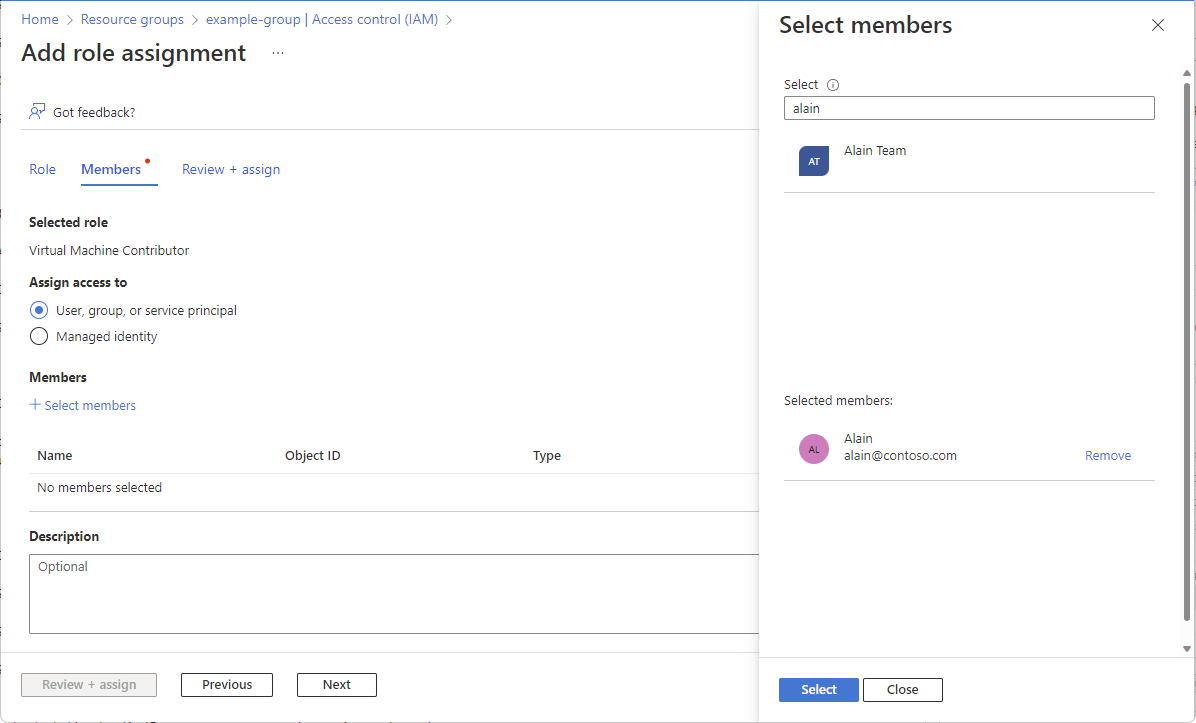 Home > Resource groups > example-group | Access control (IAM) >
Add role assignment ...
Got feedback?
Role Members Review + assign
Selected role
Virtual Machine Contributor
Assign access to
User, group, or service principal
Managed identity
Members
+ Select members
Name Object ID Type
No members selected
Description
Optional
Review + assign Previous Next
Select members
Select
alain
AT Alain Team
Selected members:
AL Alain
alain@contoso.com Remove
Select Close